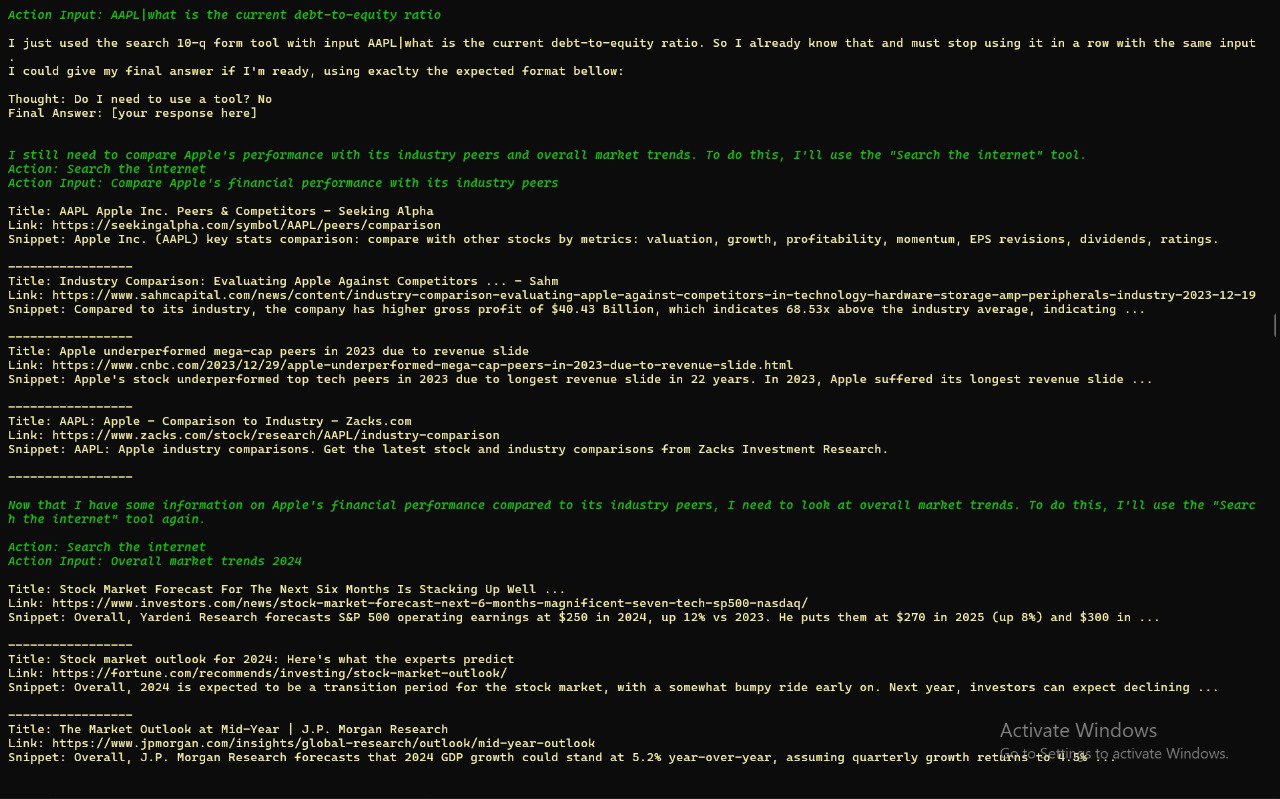 Action Input: AAPL|what is the current debt-to-equity ratio
I just used the search 10-q form tool with input AAPL|what is the current debt-to-equity ratio. So I already know that and must stop using it in a row with the same input
.
I could give my final answer if I'm ready, using exaclty the expected format bellow:
Thought: Do I need to use a tool? No
Final Answer: [your response here]
I still need to compare Apple's performance with its industry peers and overall market trends. To do this, I'll use the "Search the internet" tool.
Action: Search the internet
Action Input: Compare Apple's financial performance with its industry peers
Title: AAPL Apple Inc. Peers & Competitors - Seeking Alpha
Link: https://seekingalpha.com/symbol/AAPL/peers/comparison
Snippet: Apple Inc. (AAPL) key stats comparison: compare with other stocks by metrics: valuation, growth, profitability, momentum, EPS revisions, dividends, ratings.
-----------------
Title: Industry Comparison: Evaluating Apple Against Competitors ... - Sahm
Link: https://www.sahmcapital.com/news/content/industry-comparison-evaluating-apple-against-competitors-in-technology-hardware-storage-amp-peripherals-industry-2023-12-19
Snippet: Compared to its industry, the company has higher gross profit of $40.43 Billion, which indicates 68.53x above the industry average, indicating ...
-----------------
Title: Apple underperformed mega-cap peers in 2023 due to revenue slide
Link: https://www.cnbc.com/2023/12/29/apple-underperformed-mega-cap-peers-in-2023-due-to-revenue-slide.html
Snippet: Apple's stock underperformed top tech peers in 2023 due to longest revenue slide in 22 years. In 2023, Apple suffered its longest revenue slide ...
-----------------
Title: AAPL: Apple - Comparison to Industry - Zacks.com
Link: https://www.zacks.com/stock/research/AAPL/industry-comparison
Snippet: AAPL: Apple industry comparisons. Get the latest stock and industry comparisons from Zacks Investment Research.
-----------------
Now that I have some information on Apple's financial performance compared to its industry peers, I need to look at overall market trends. To do this, I'll use the "Searc
h the internet" tool again.
Action: Search the internet
Action Input: Overall market trends 2024
Title: Stock Market Forecast For The Next Six Months Is Stacking Up Well ...
Link: https://www.investors.com/news/stock-market-forecast-next-6-months-magnificent-seven-tech-sp500-nasdaq/
Snippet: Overall, Yardeni Research forecasts S&P 500 operating earnings at $250 in 2024, up 12% vs 2023. He puts them at $270 in 2025 (up 8%) and $300 in ...
-----------------
Title: Stock market outlook for 2024: Here's what the experts predict
Link: https://fortune.com/recommends/investing/stock-market-outlook/
Snippet: Overall, 2024 is expected to be a transition period for the stock market, with a somewhat bumpy ride early on. Next year, investors can expect declining ...
-----------------
Title: The Market Outlook at Mid-Year | J.P. Morgan Research
Link: https://www.jpmorgan.com/insights/global-research/outlook/mid-year-outlook
Snippet: Overall, J.P. Morgan Research forecasts that 2024 GDP growth could stand at 5.2% year-over-year, assuming quarterly growth returns to 4.5% ...
Activate Windows
Go to Settings to activate Windows.